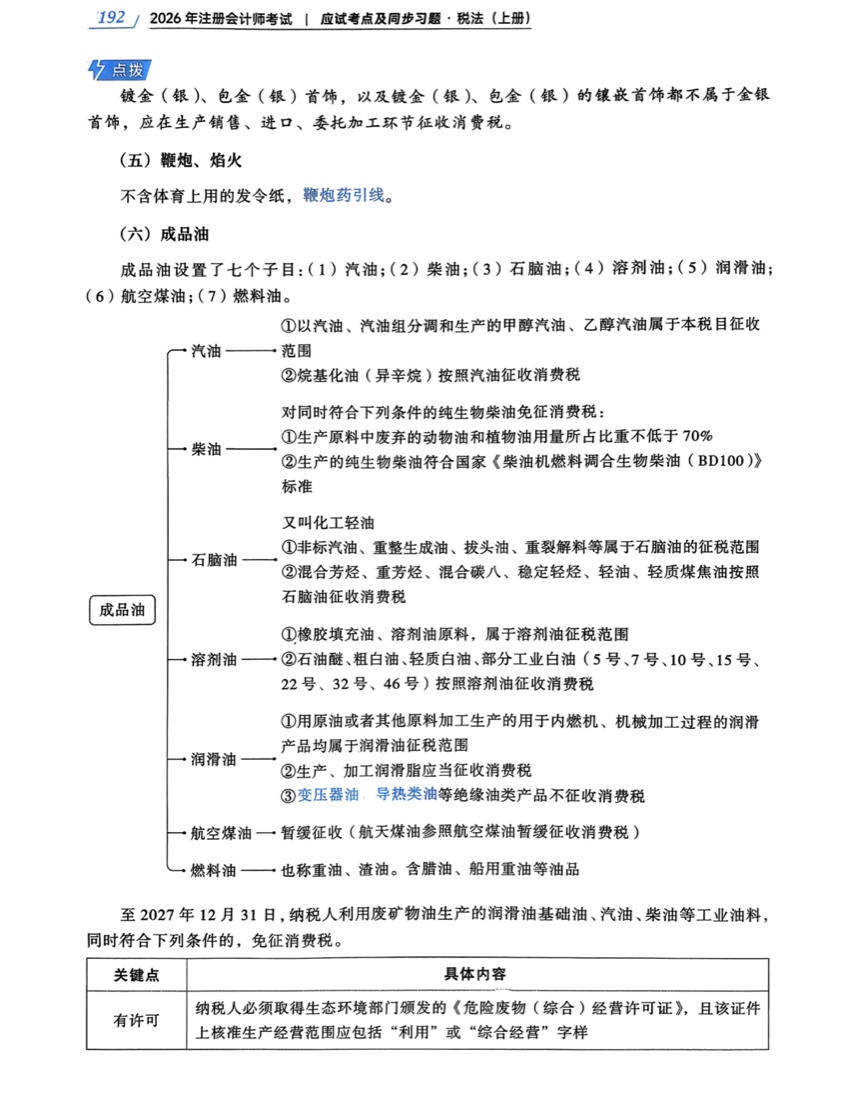 192 2026年注册会计师考试 | 应试考点及同步习题·税法(上册)
点拨
镀金(银)、包金(银)首饰,以及镀金(银)、包金(银)的镶嵌首饰都不属于金银
首饰,应在生产销售、进口、委托加工环节征收消费税。
(五)鞭炮、焰火
不含体育上用的发令纸,鞭炮药引线。
(六)成品油
成品油设置了七个子目:(1)汽油;(2)柴油;(3)石脑油;(4)溶剂油;(5)润滑油;
(6)航空煤油;(7)燃料油。
成品油
汽油
①以汽油、汽油组分调和生产的甲醇汽油、乙醇汽油属于本税目征收
范围
②烷基化油(异辛烷)按照汽油征收消费税
柴油
对同时符合下列条件的纯生物柴油免征消费税:
①生产原料中废弃的动物油和植物油用量所占比重不低于70%
②生产的纯生物柴油符合国家《柴油机燃料调合生物柴油(BD100)》
标准
石脑油
又叫化工轻油
①非标汽油、重整生成油、拔头油、重裂解料等属于石脑油的征税范围
②混合芳烃、重芳烃、混合碳八、稳定轻烃、轻油、轻质煤焦油按照
石脑油征收消费税
溶剂油
①橡胶填充油、溶剂油原料,属于溶剂油征税范围
②石油醚、粗白油、轻质白油、部分工业白油(5号、7号、10号、15号、
22号、32号、46号)按照溶剂油征收消费税
润滑油
①用原油或者其他原料加工生产的用于内燃机、机械加工过程的润滑
产品均属于润滑油征税范围
②生产、加工润滑脂应当征收消费税
③变压器油、导热类油等绝缘油类产品不征收消费税
航空煤油
暂缓征收(航天煤油参照航空煤油暂缓征收消费税)
燃料油
也称重油、渣油。含腊油、船用重油等油品
至2027年12月31日,纳税人利用废矿物油生产的润滑油基础油、汽油、柴油等工业油料,
同时符合下列条件的,免征消费税。
关键点 具体内容
有许可
纳税人必须取得生态环境部门颁发的《危险废物(综合)经营许可证》,且该证件
上核准生产经营范围应包括“利用”或“综合经营”字样